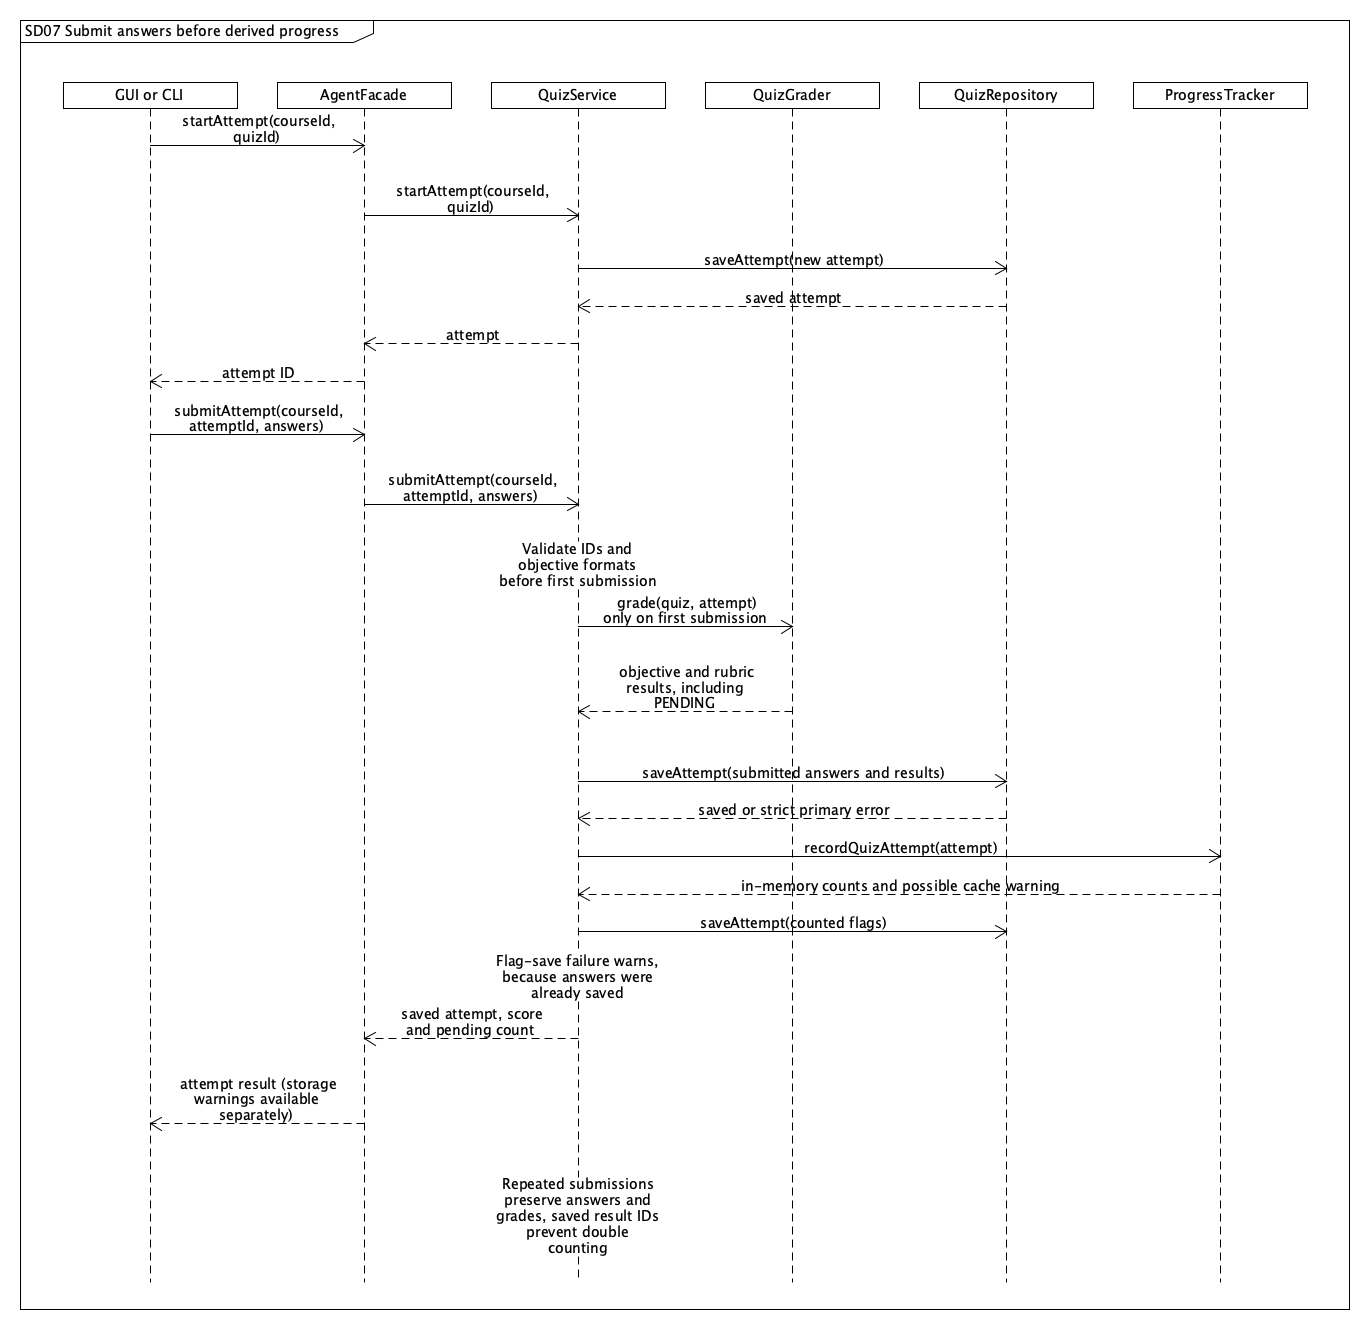 SD07 Submit answers before derived progress
GUI or CLI
AgentFacade
QuizService
QuizGrader
QuizRepository
ProgressTracker
startAttempt(courseId,
quizId)
startAttempt(courseId,
quizId)
saveAttempt(new attempt)
saved attempt
attempt
attempt ID
submitAttempt(courseId,
attemptId, answers)
submitAttempt(courseId,
attemptId, answers)
Validate IDs and
objective formats
before first submission
grade(quiz, attempt)
only on first submission
objective and rubric
results, including
PENDING
saveAttempt(submitted answers and results)
saved or strict primary error
recordQuizAttempt(attempt)
in-memory counts and possible cache warning
saveAttempt(counted flags)
Flag-save failure warns,
because answers were
already saved
saved attempt, score
and pending count
attempt result (storage
warnings available
separately)
Repeated submissions
preserve answers and
grades, saved result IDs
prevent double
counting